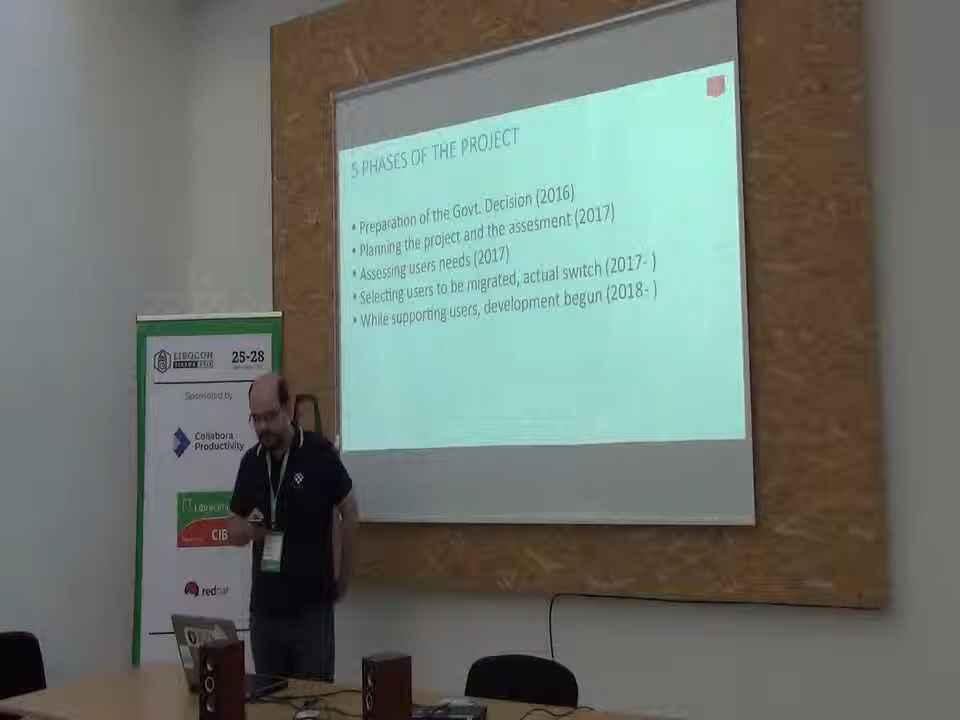 5 PHASES OF THE PROJECT
• Preparation of the Govt. Decision (2016)
• Planning the project and the assesment (2017)
• Assessing users needs (2017)
• Selecting users to be migrated, actual switch (2017- )
• While supporting users, development begun (2018- )
LIBOCON
25-28
Sponsored by
Collabora
Productivity
CIB
redhat